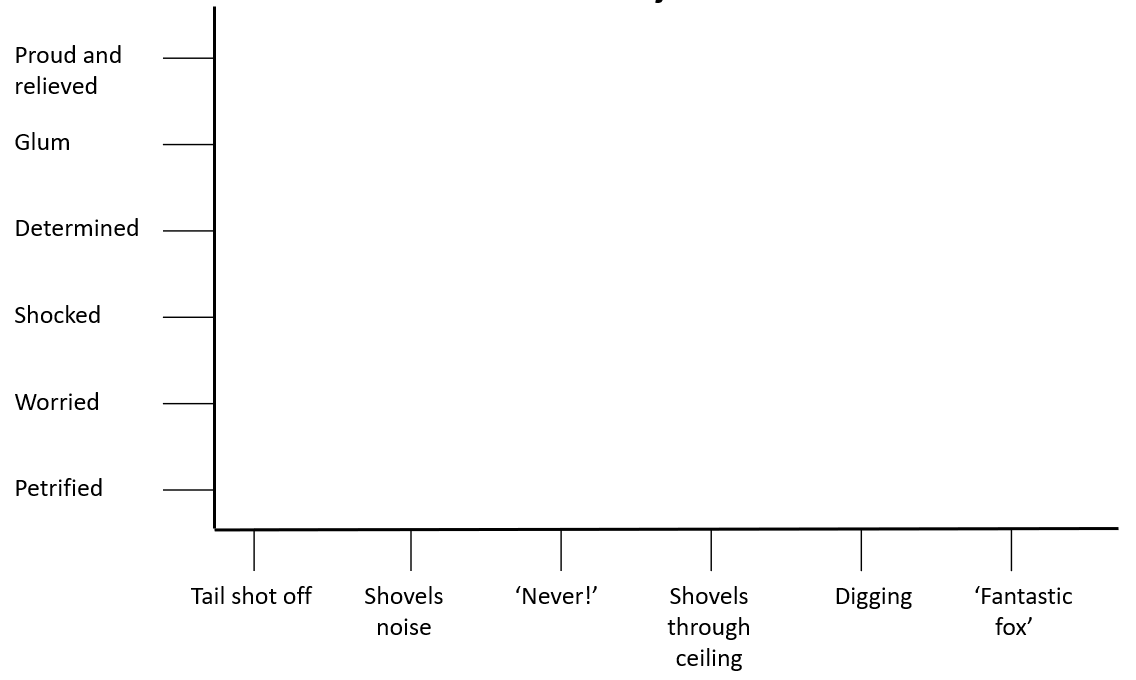 Proud and
relieved
Glum
Determined
Shocked
Worried
Petrified
Tail shot off
Shovels
noise
‘Never!’
Shovels
through
ceiling
Digging
‘Fantastic
fox’